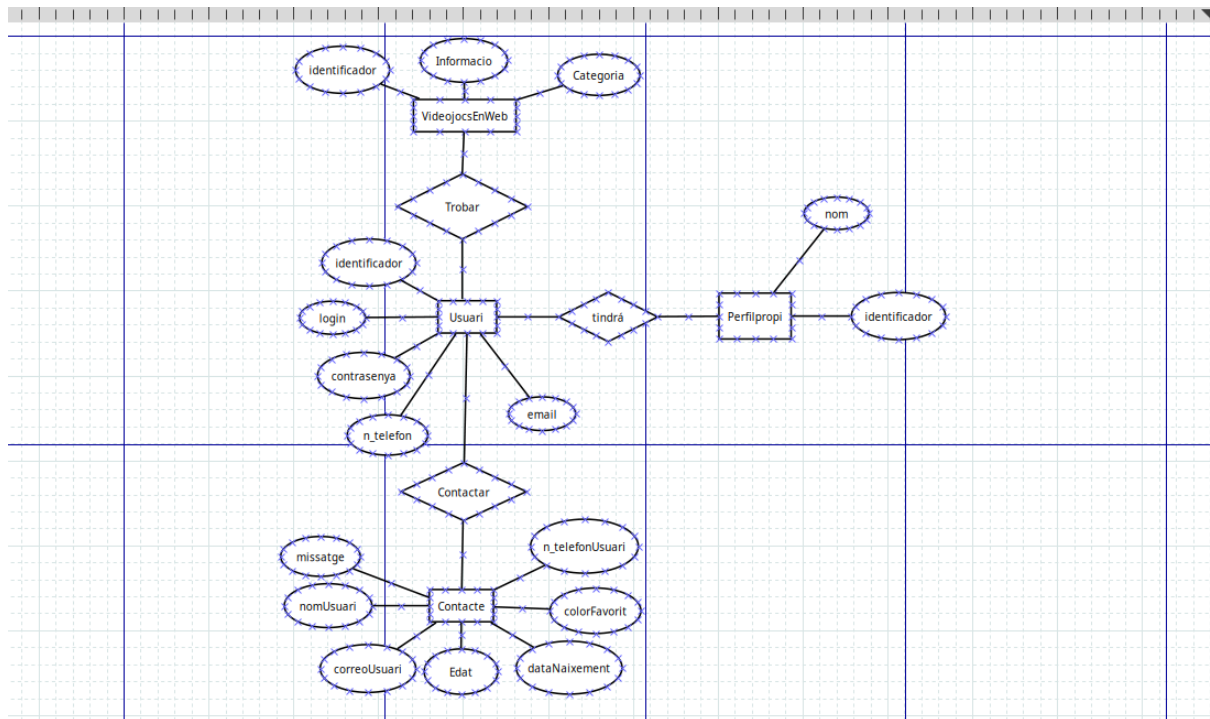 identificador
Informacio
Categoria
VideojocsEnWeb
Trobar
nom
identificador
login
Usuari
tindrá
Perfilpropi
identificador
contrasenya
email
n_telefon
Contactar
missatge
n_telefonUsuari
nomUsuari
Contacte
colorFavorit
correoUsuari
Edat
dataNaixement